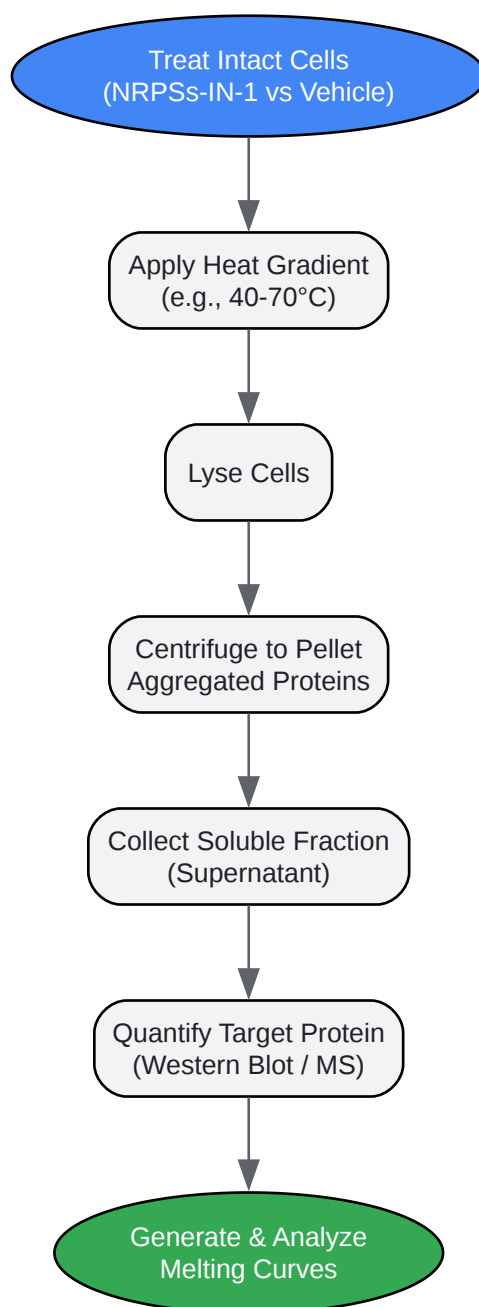 Treat Intact Cells
(NRPSs-IN-1 vs Vehicle)
Apply Heat Gradient
(e.g., 40-70°C)
Lyse Cells
Centrifuge to Pellet
Aggregated Proteins
Collect Soluble Fraction
(Supernatant)
Quantify Target Protein
(Western Blot / MS)
Generate & Analyze
Melting Curves